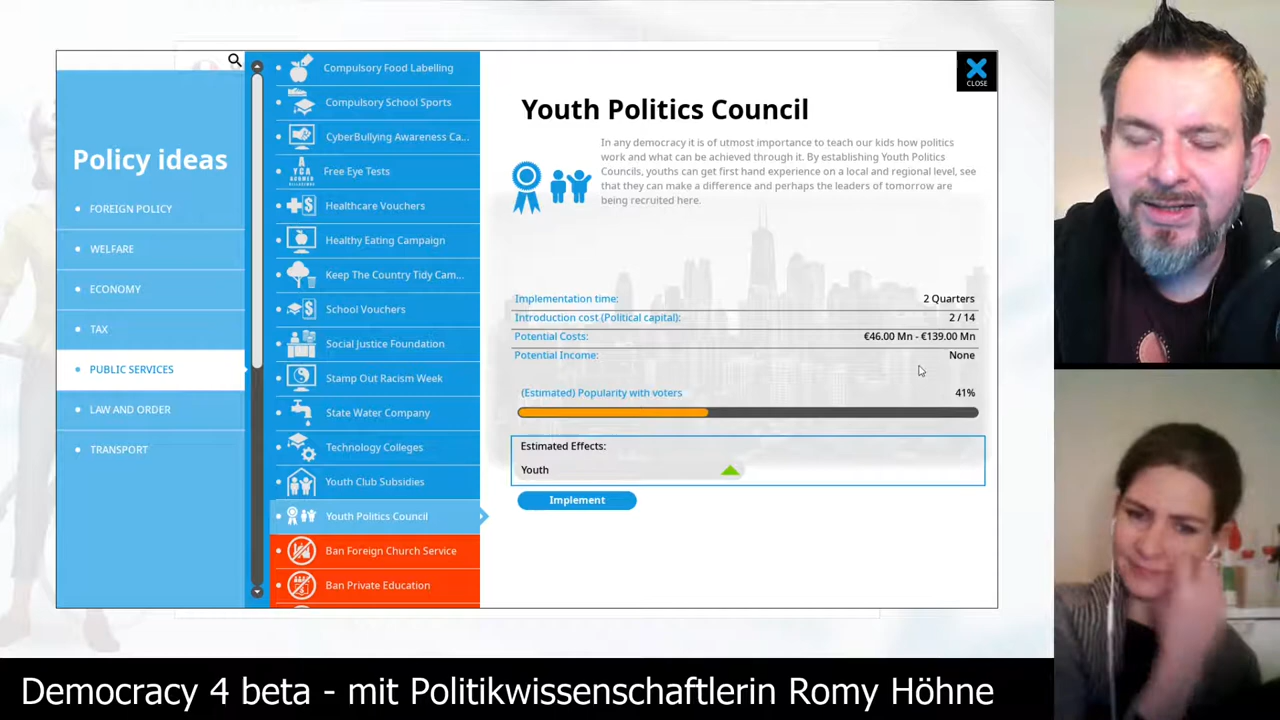 Policy ideas
FOREIGN POLICY
WELFARE
ECONOMY
TAX
PUBLIC SERVICES
LAW AND ORDER
TRANSPORT
Compulsory Food Labelling
Compulsory School Sports
CyberBullying Awareness Ca...
Free Eye Tests
Healthcare Vouchers
Healthy Eating Campaign
Keep The Country Tidy Cam...
School Vouchers
Social Justice Foundation
Stamp Out Racism Week
State Water Company
Technology Colleges
Youth Club Subsidies
Youth Politics Council
Ban Foreign Church Service
Ban Private Education
CLOSE
Youth Politics Council
In any democracy it is of utmost importance to teach our kids how politics
work and what can be achieved through it. By establishing Youth Politics
Councils, youths can get first hand experience on a local and regional level, see
that they can make a difference and perhaps the leaders of tomorrow are
being recruited here.
Implementation time: 2 Quarters
Introduction cost (Political capital): 2 / 14
Potential Costs: €46.00 Mn - €139.00 Mn
Potential Income: None
(Estimated) Popularity with voters 41%
Estimated Effects:
Youth
Implement
Democracy 4 beta - mit Politikwissenschaftlerin Romy Höhne